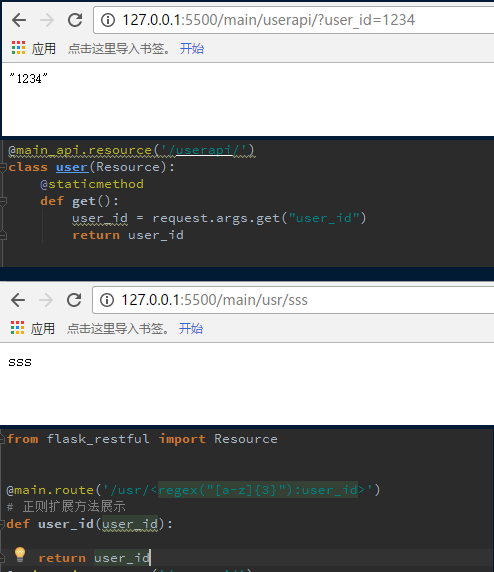 127.0.0.1:5500/main/userapi/?user_id=1234
应用 点击这里导入书签。 开始
"1234"
@main_api.resource('/userapi/')
class user(Resource):
@staticmethod
def get():
user_id = request.args.get("user_id")
return user_id
127.0.0.1:5500/main/usr/sss
应用 点击这里导入书签。 开始
sss
from flask_restful import Resource
@main.route('/usr/<regex("[a-z]{3}"):user_id>')
# 正则扩展方法展示
def user_id(user_id):
return user_id